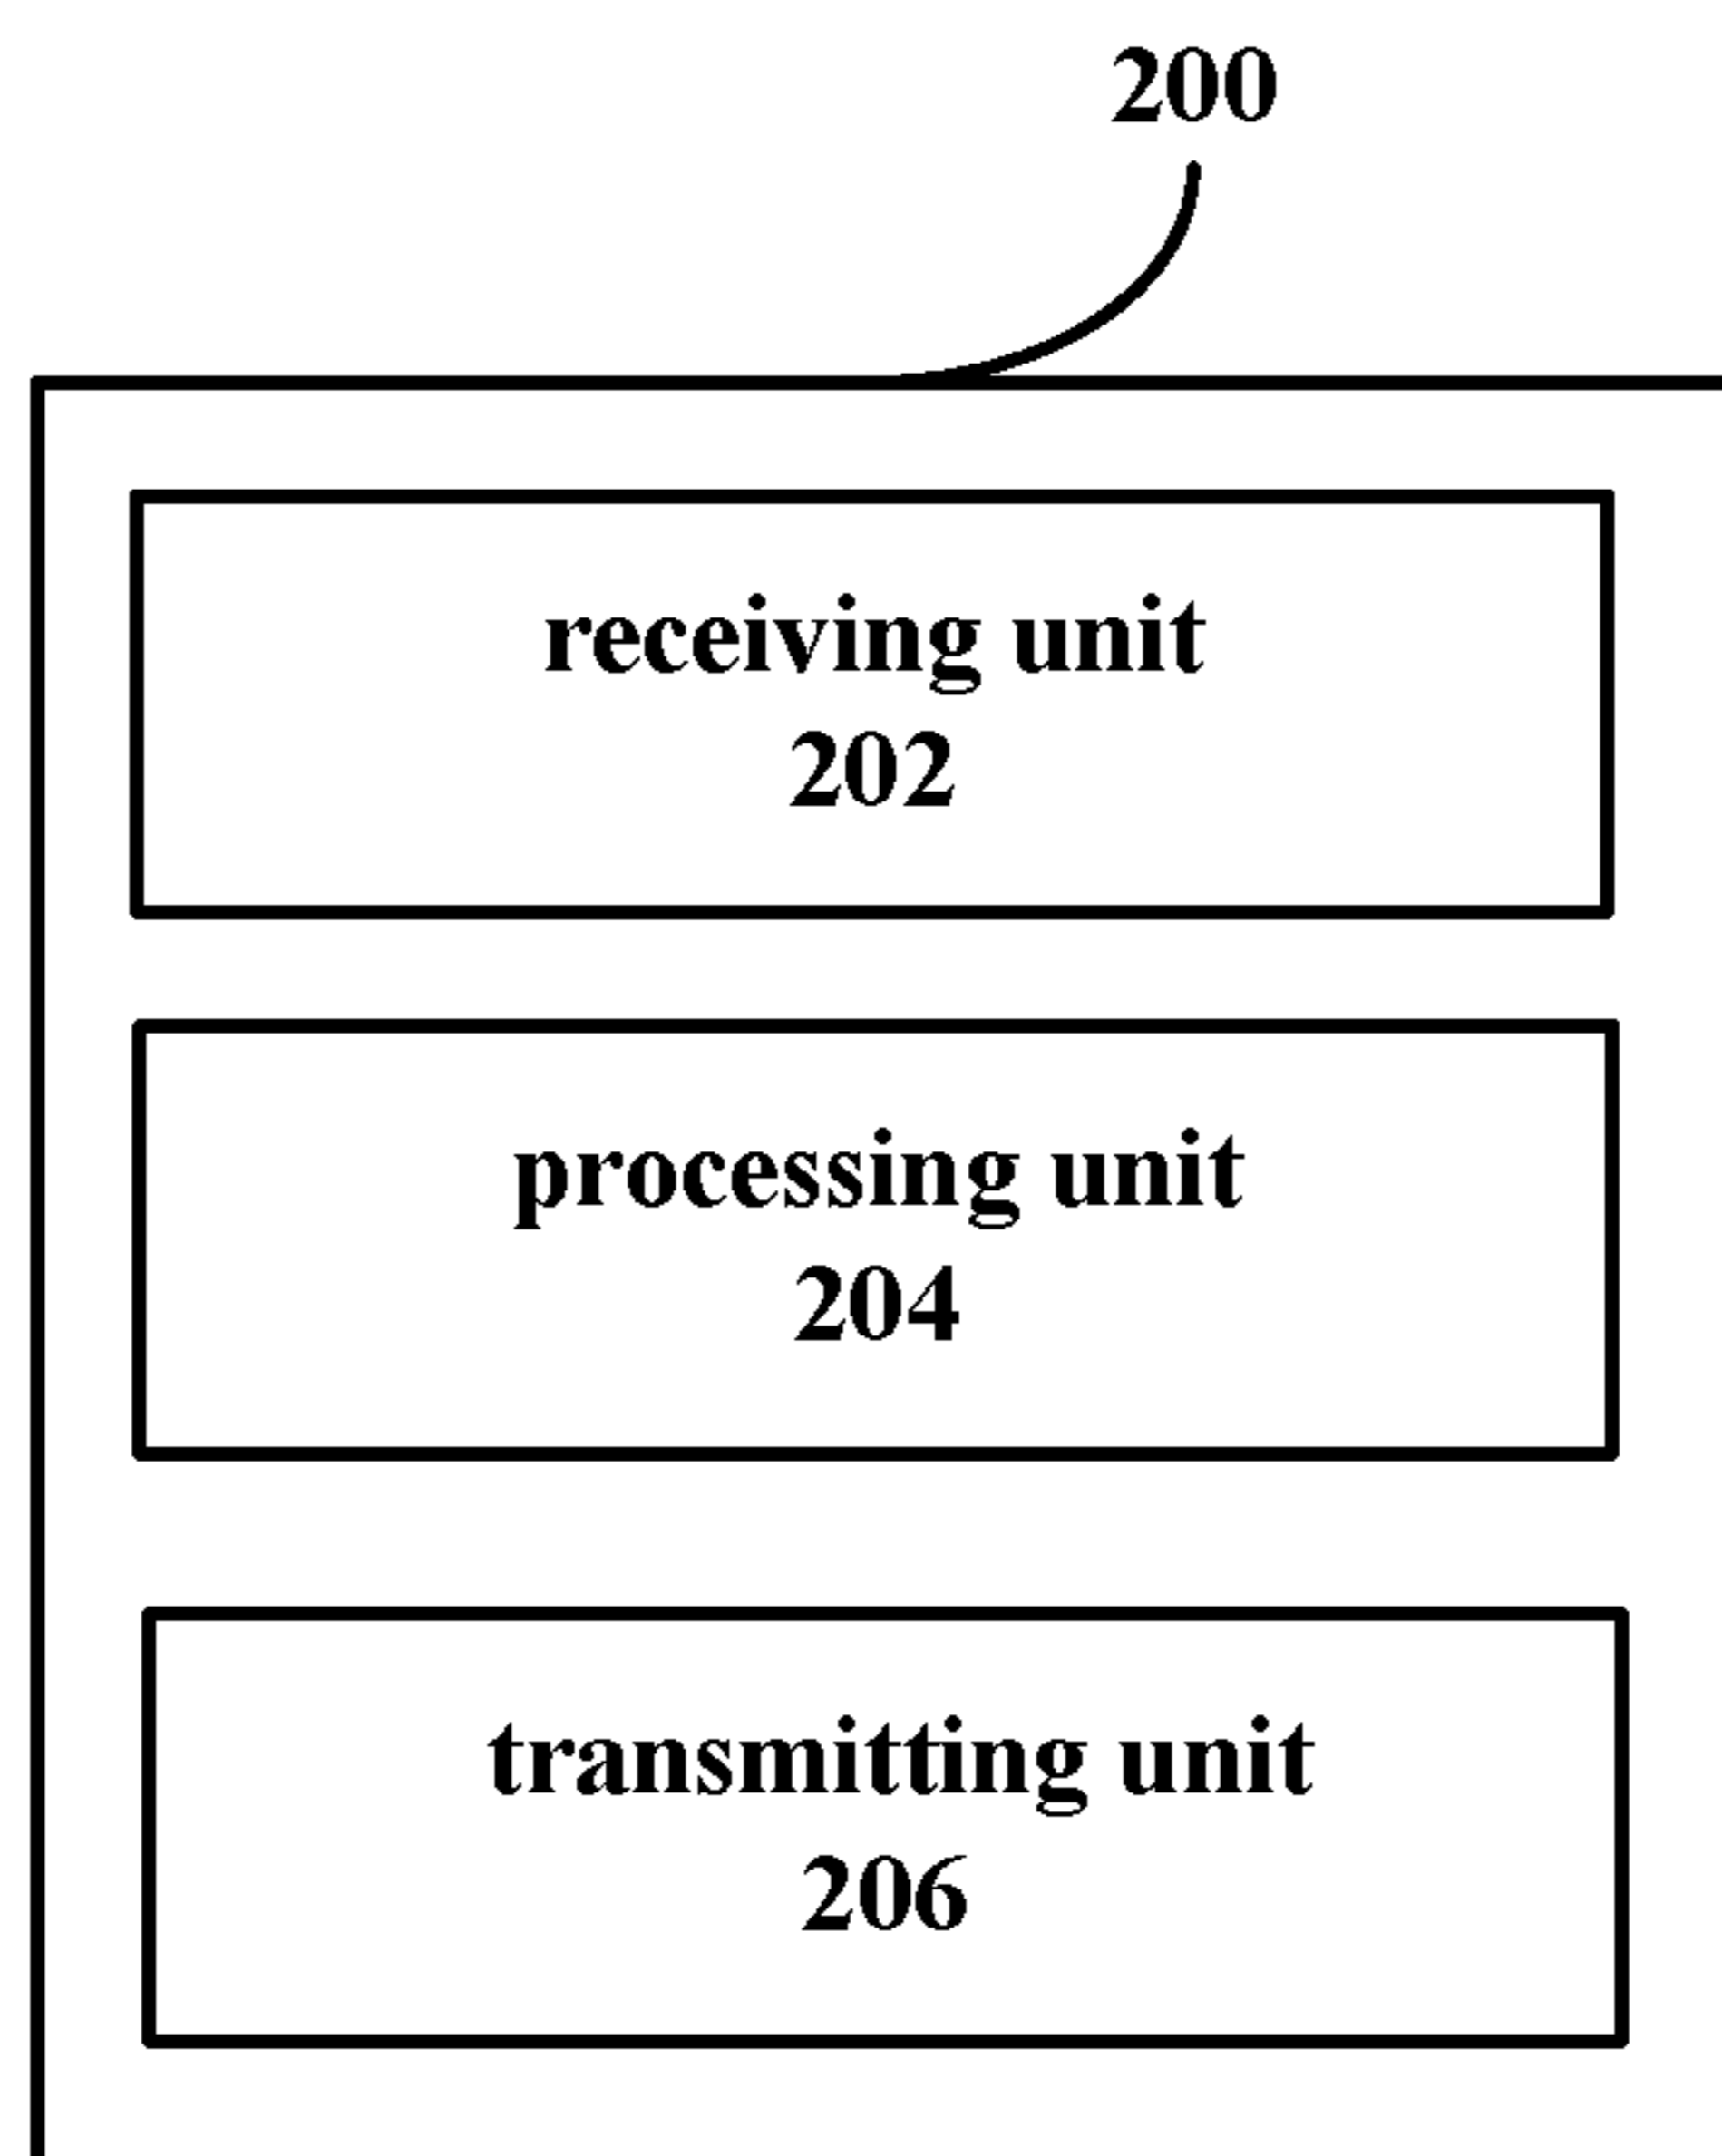 200
receiving unit
202
processing unit
204
transmitting unit
206